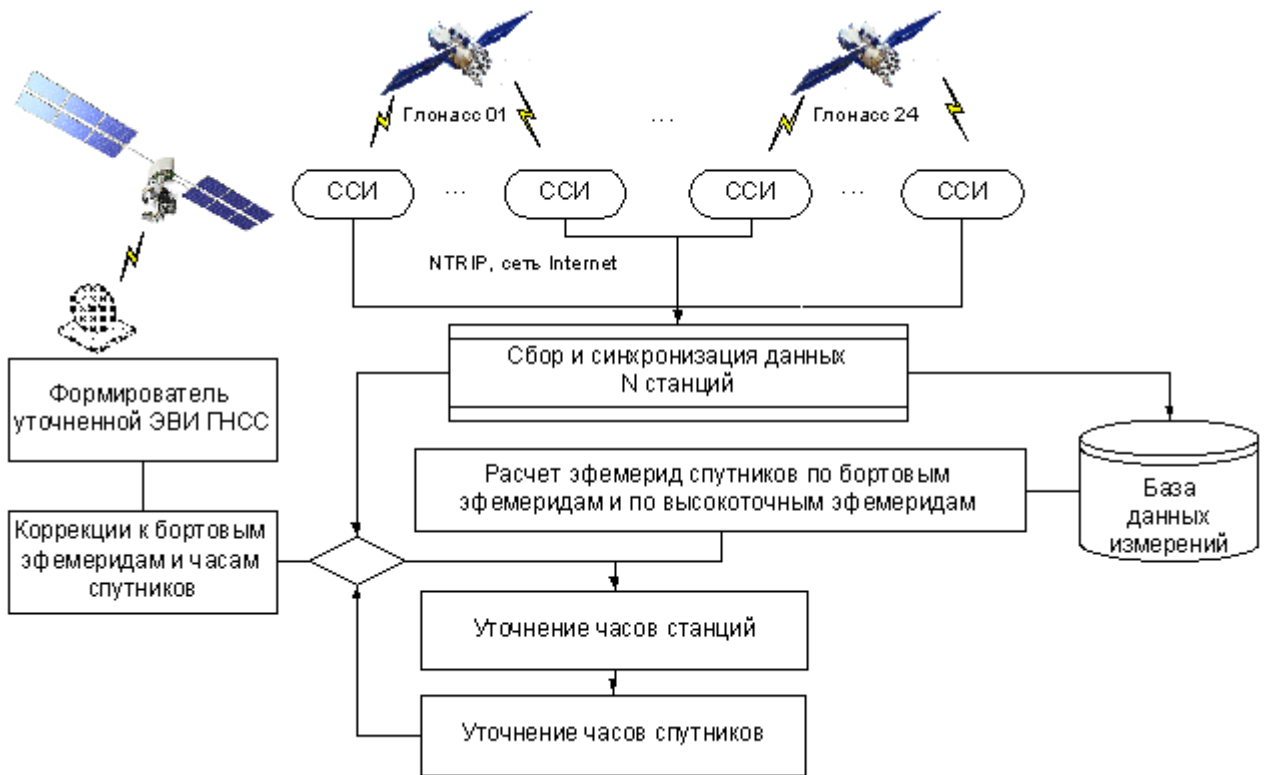 Глонасс 01
...
Глонасс 24
ССИ
...
ССИ
ССИ
...
ССИ
NTRIP, сеть Internet
Сбор и синхронизация данных
N станций
Формирователь
уточненной ЭВИ ГНСС
Расчет эфемерид спутников по бортовым
эфемеридам и по высокоточным эфемеридам
База
данных
измерений
Коррекции к бортовым
эфемеридам и часам
спутников
Уточнение часов станций
Уточнение часов спутников